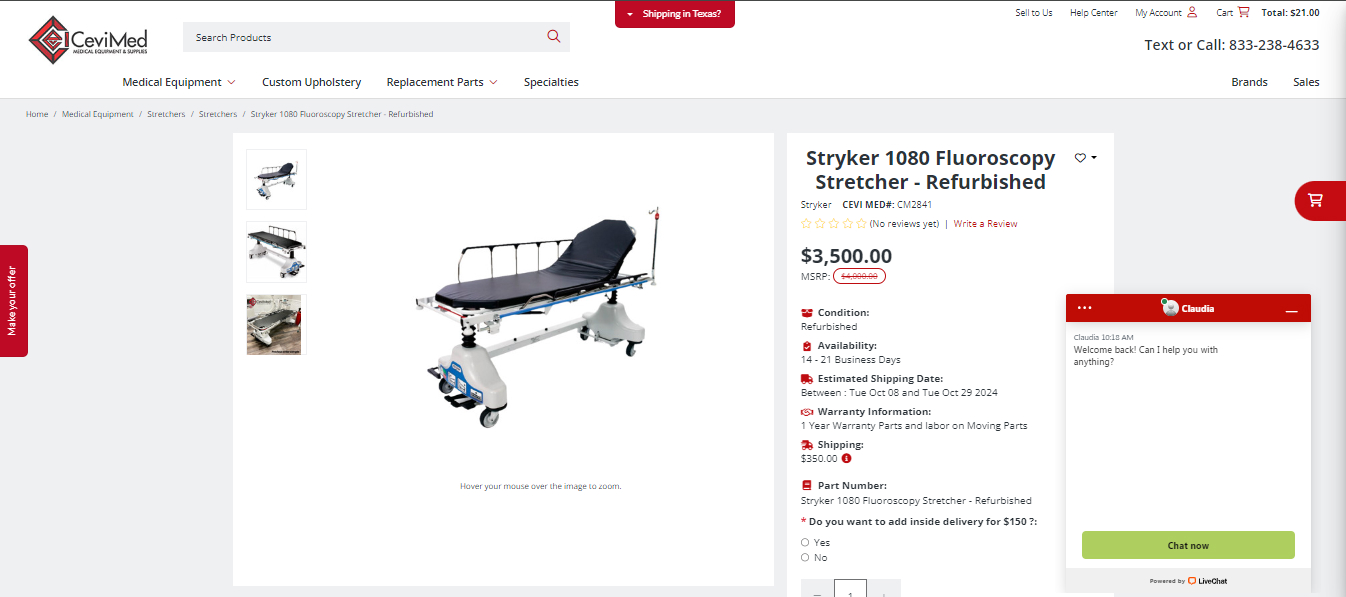 Shipping in Texas?
Sell to Us
Help Center
My Account
Cart
Total: $21.00
CeviMed
MEDICAL EQUIPMENT & SUPPLIES
Search Products
Text or Call: 833-238-4633
Medical Equipment
Custom Upholstery
Replacement Parts
Specialties
Brands
Sales
Home / Medical Equipment / Stretchers / Stretchers / Stryker 1080 Fluoroscopy Stretcher - Refurbished
Make your offer
Hover your mouse over the image to zoom.
Stryker 1080 Fluoroscopy
Stretcher - Refurbished
Stryker CEVI MED#: CM2841
(No reviews yet) | Write a Review
$3,500.00
MSRP: $4,000.00
Condition:
Refurbished
Availability:
14 - 21 Business Days
Estimated Shipping Date:
Between : Tue Oct 08 and Tue Oct 29 2024
Warranty Information:
1 Year Warranty Parts and labor on Moving Parts
Shipping:
$350.00
Part Number:
Stryker 1080 Fluoroscopy Stretcher - Refurbished
* Do you want to add inside delivery for $150 ?:
Yes
No
1
Claudia
Claudia 10:18 AM
Welcome back! Can I help you with
anything?
Chat now
Powered by LiveChat